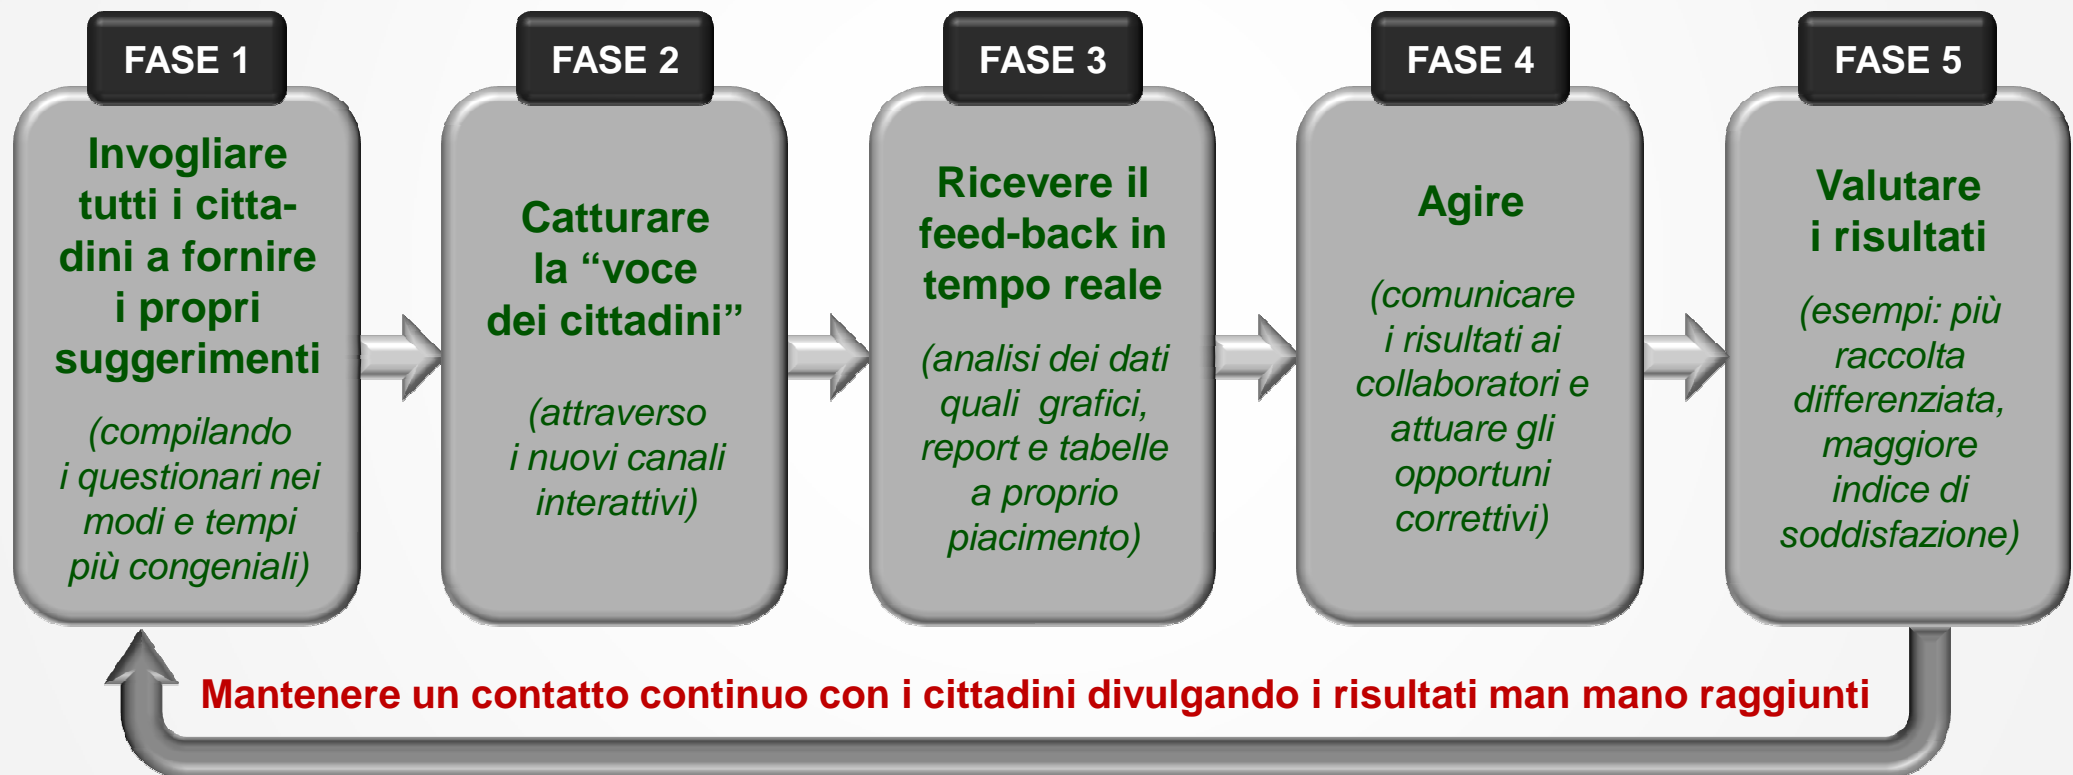 FASE 1
Invogliare
tutti i citta-
dini a fornire
i propri
suggerimenti
(compilando
i questionari nei
modi e tempi
più congeniali)
FASE 2
Catturare
la “voce
dei cittadini”
(attraverso
i nuovi canali
interattivi)
FASE 3
Ricevere il
feed-back in
tempo reale
(analisi dei dati
quali  grafici,
report e tabelle
a proprio
piacimento)
FASE 4
Agire
(comunicare
i risultati ai
collaboratori e
attuare gli
opportuni
correttivi)
FASE 5
Valutare
i risultati
(esempi: più
raccolta
differenziata,
maggiore
indice di
soddisfazione)
Mantenere un contatto continuo con i cittadini divulgando i risultati man mano raggiunti